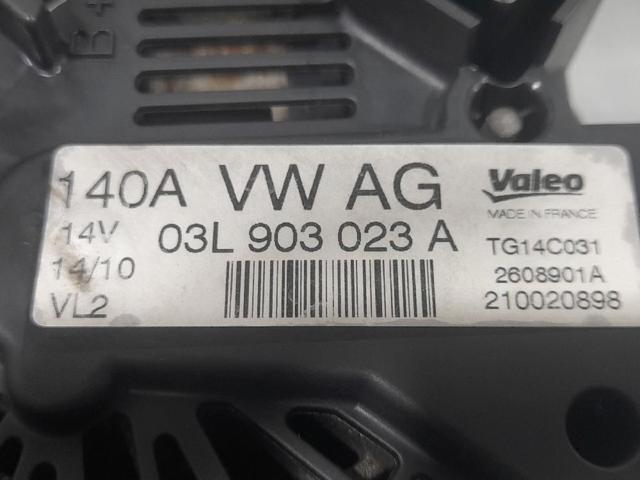 B+
140A VW AG
14V 03L 903 023 A
14/10
VL2
Valeo
MADE IN FRANCE
TG14C031
2608901A
210020898